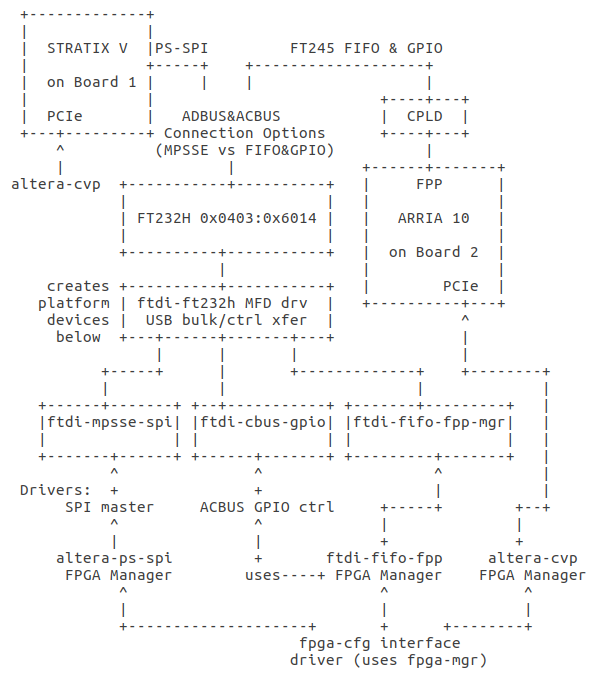 STRATIX V PS-SPI FT245 FIFO & GPIO
on Board 1
PCIe ADBUS&ACBUS CPLD
Connection Options
(MPSSE vs FIFO&GPIO)
altera-cvp FPP
FT232H 0x0403:0x6014 ARRIA 10
on Board 2
creates PCIe
platform ftdi-ft232h MFD drv
devices USB bulk/ctrl xfer
below
ftdi-mpsse-spi ftdi-cbus-gpio ftdi-fifo-fpp-mgr
Drivers:
SPI master ACBUS GPIO ctrl
altera-ps-spi ftdi-fifo-fpp altera-cvp
FPGA Manager uses----+ FPGA Manager FPGA Manager
fpga-cfg interface
driver (uses fpga-mgr)